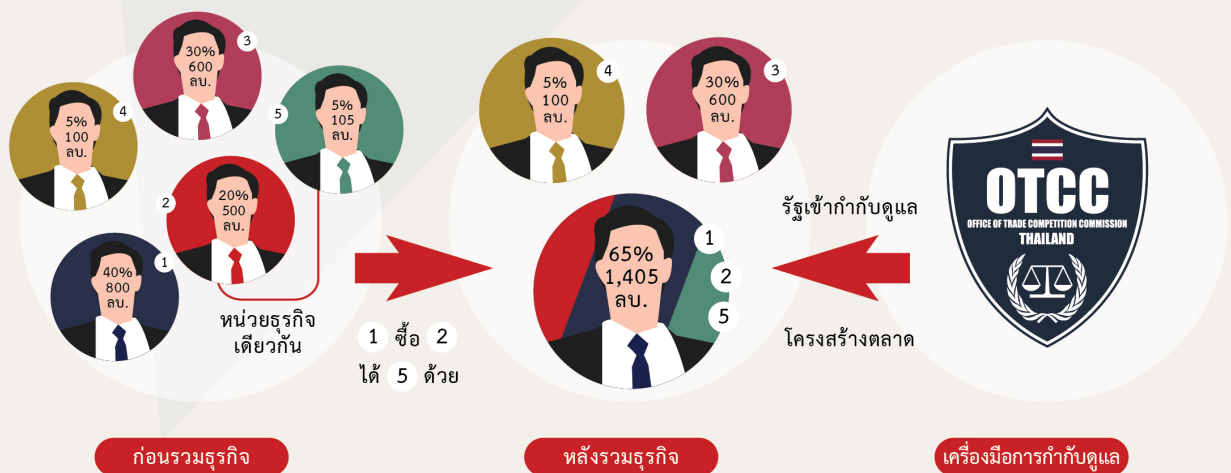 3
30%
600
ลบ.
4
5%
100
ลบ.
5
5%
105
ลบ.
2
20%
500
ลบ.
1
40%
800
ลบ.
หน่วยธุรกิจ
เดียวกัน
1 ซื้อ 2
ได้ 5 ด้วย
4
5%
100
ลบ.
3
30%
600
ลบ.
65%
1,405
ลบ.
1
2
5
รัฐเข้ากำกับดูแล
โครงสร้างตลาด
OTCC
OFFICE OF TRADE COMPETITION COMMISSION
THAILAND
ก่อนรวมธุรกิจ
หลังรวมธุรกิจ
เครื่องมือการกำกับดูแล